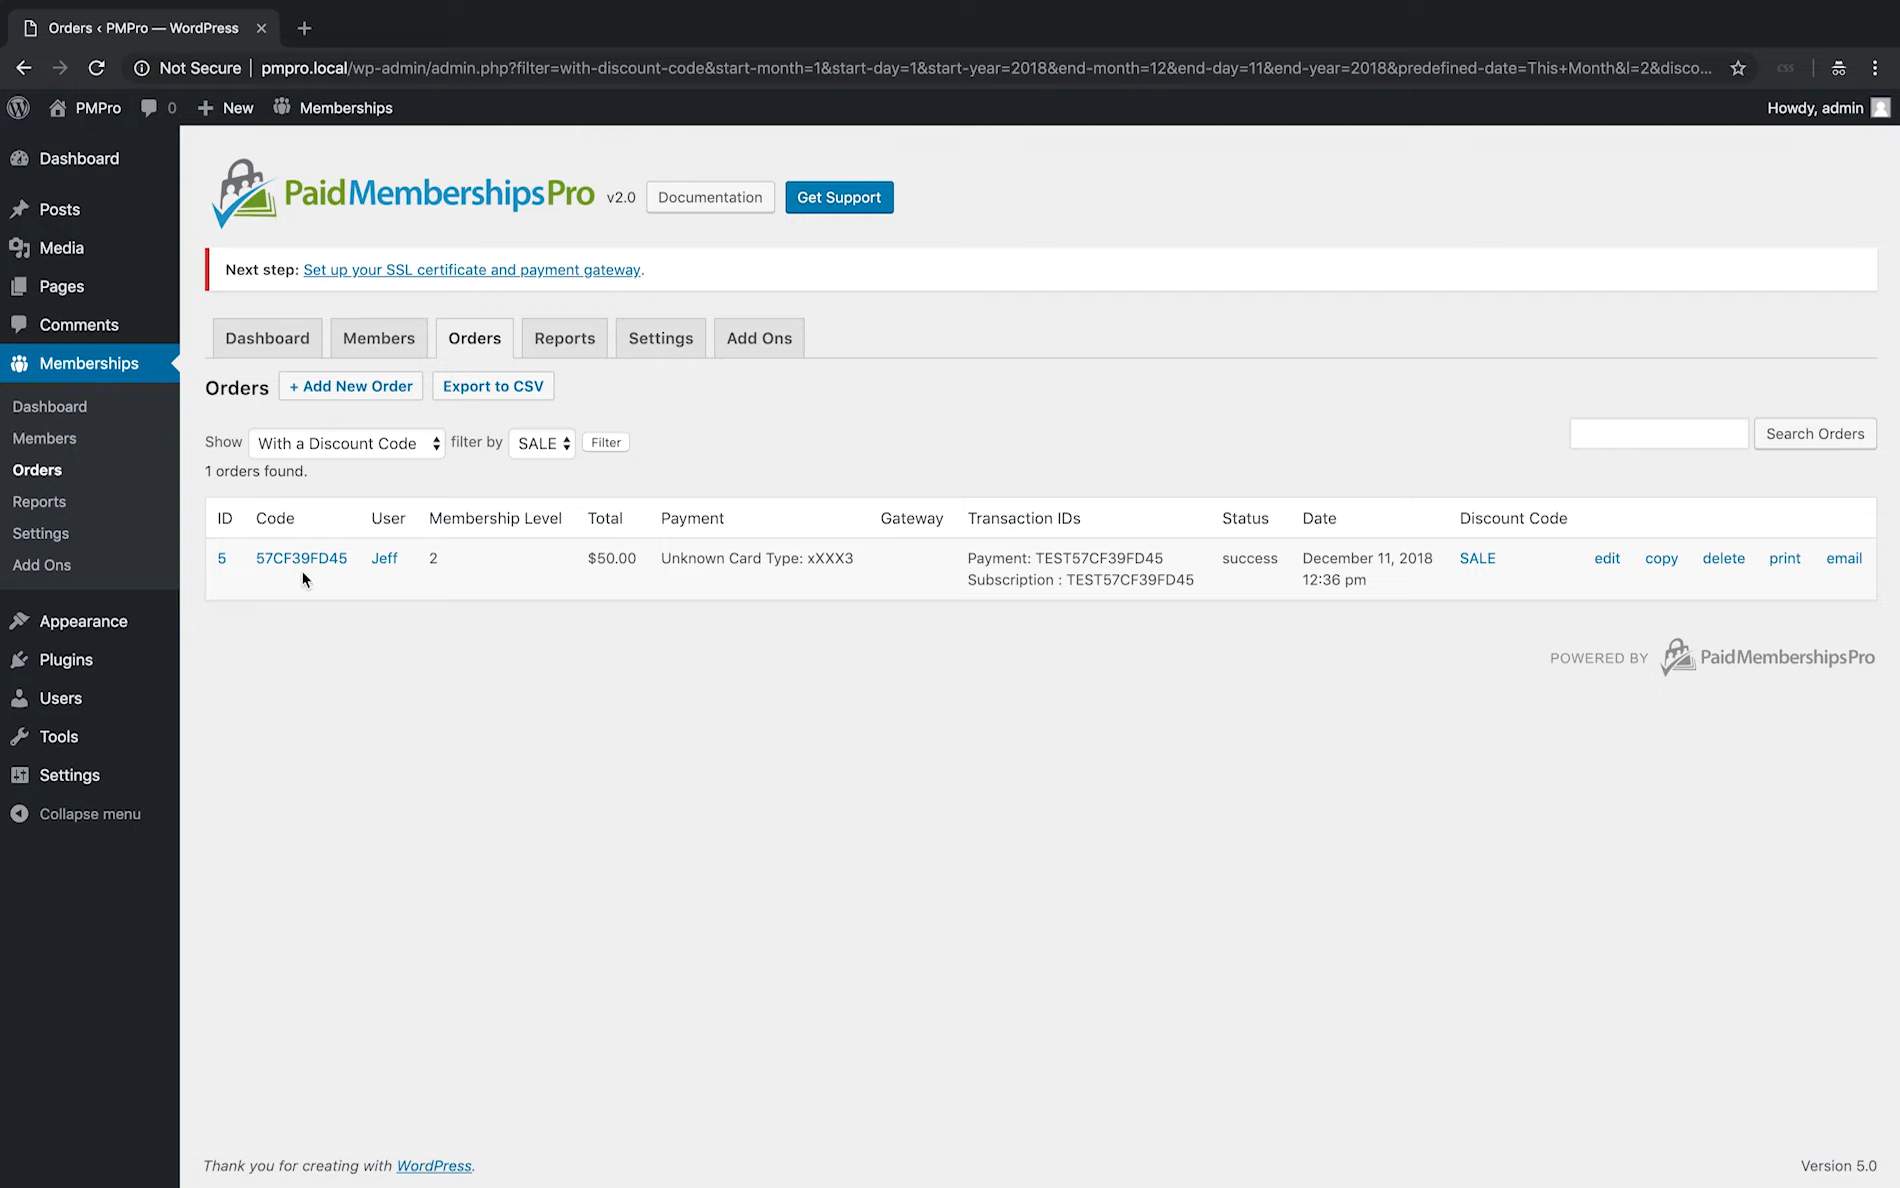 Orders ‹ PMPro — WordPress
Not Secure | pmpro.local/wp-admin/admin.php?filter=with-discount-code&start-month=1&start-day=1&start-year=2018&end-month=12&end-day=11&end-year=2018&predefined-date=This+Month&l=2&disco... css
PMPro 0 + New Memberships Howdy, admin
Dashboard
Posts
Media
Pages
Comments
Memberships
Dashboard
Members
Orders
Reports
Settings
Add Ons
Appearance
Plugins
Users
Tools
Settings
Collapse menu
PaidMembershipsPro v2.0 Documentation Get Support
Next step: Set up your SSL certificate and payment gateway.
Dashboard Members Orders Reports Settings Add Ons
Orders + Add New Order Export to CSV
Show With a Discount Code filter by SALE Filter Search Orders
1 orders found.
ID Code User Membership Level Total Payment Gateway Transaction IDs Status Date Discount Code
5 57CF39FD45 Jeff 2 $50.00 Unknown Card Type: xXXX3 Payment: TEST57CF39FD45 success December 11, 2018 SALE edit copy delete print email
Subscription : TEST57CF39FD45 12:36 pm
POWERED BY PaidMembershipsPro
Thank you for creating with WordPress. Version 5.0